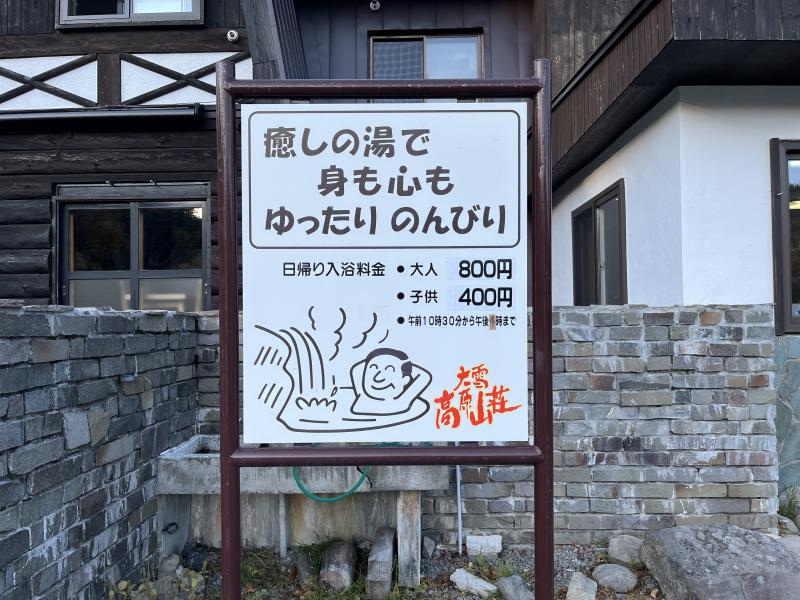 癒しの湯で
身も心も
ゆったり のんびり
日帰り入浴料金 ●大人 800円
●子供 400円
●午前10時30分から午後4時まで
大雪
高原山荘